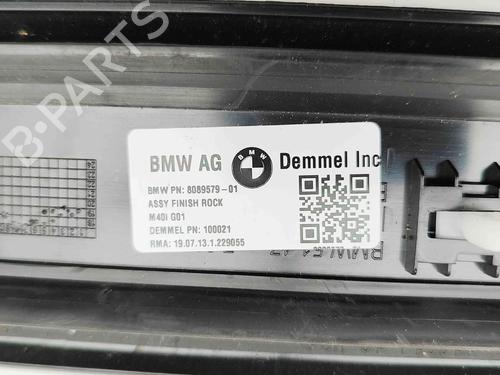 B-PARTS
BMW AG BMW Demmel Inc
BMW PN: 8089579-01
ASSY FINISH ROCK
M40i G01
DEMMEL PN: 100021
RMA: 19.07.13.1.229055